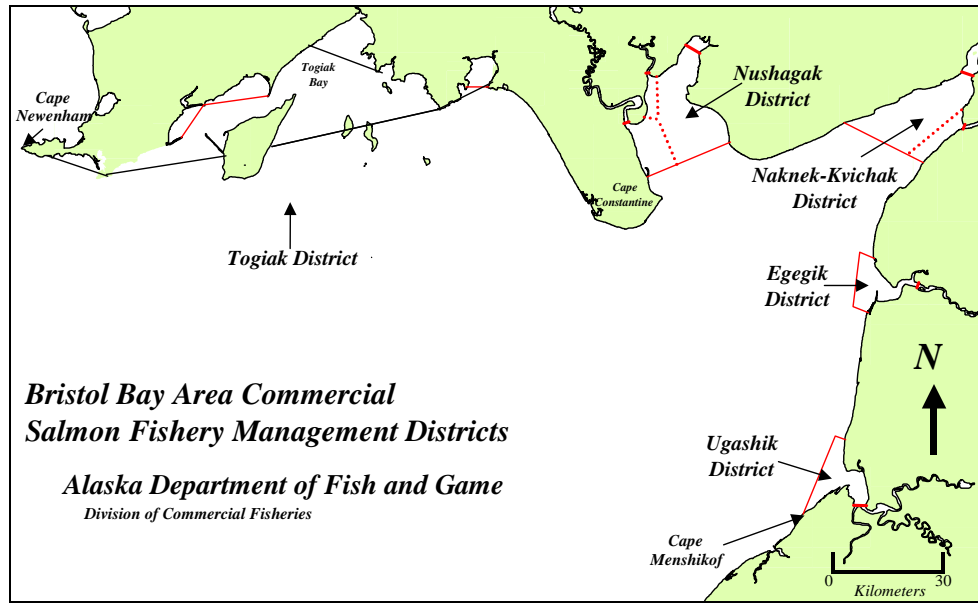 Togiak
Bay
Cape
Newenham
Nushagak
District
Naknek-Kvichak
District
Cape
Constantine
Togiak District
Egegik
District
N
Bristol Bay Area Commercial
Salmon Fishery Management Districts
Ugashik
District
Alaska Department of Fish and Game
Division of Commercial Fisheries
Cape
Menshikof
0
30
Kilometers